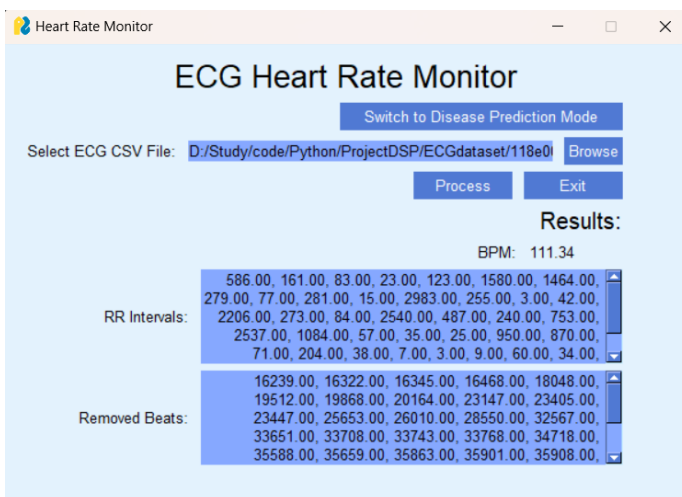 Heart Rate Monitor
ECG Heart Rate Monitor
Switch to Disease Prediction Mode
Select ECG CSV File: D:/Study/code/Python/ProjectDSP/ECGdataset/118e0 Browse
Process Exit
Results:
BPM: 111.34
586.00, 161.00, 83.00, 23.00, 123.00, 1580.00, 1464.00,
279.00, 77.00, 281.00, 15.00, 2983.00, 255.00, 3.00, 42.00,
2206.00, 273.00, 84.00, 2540.00, 487.00, 240.00, 753.00,
RR Intervals:
2537.00, 1084.00, 57.00, 35.00, 25.00, 950.00, 870.00,
71.00, 204.00, 38.00, 7.00, 3.00, 9.00, 60.00, 34.00,
16239.00, 16322.00, 16345.00, 16468.00, 18048.00,
19512.00, 19868.00, 20164.00, 23147.00, 23405.00,
Removed Beats:
23447.00, 25653.00, 26010.00, 28550.00, 32567.00,
33651.00, 33708.00, 33743.00, 33768.00, 34718.00,
35588.00, 35659.00, 35863.00, 35901.00, 35908.00,